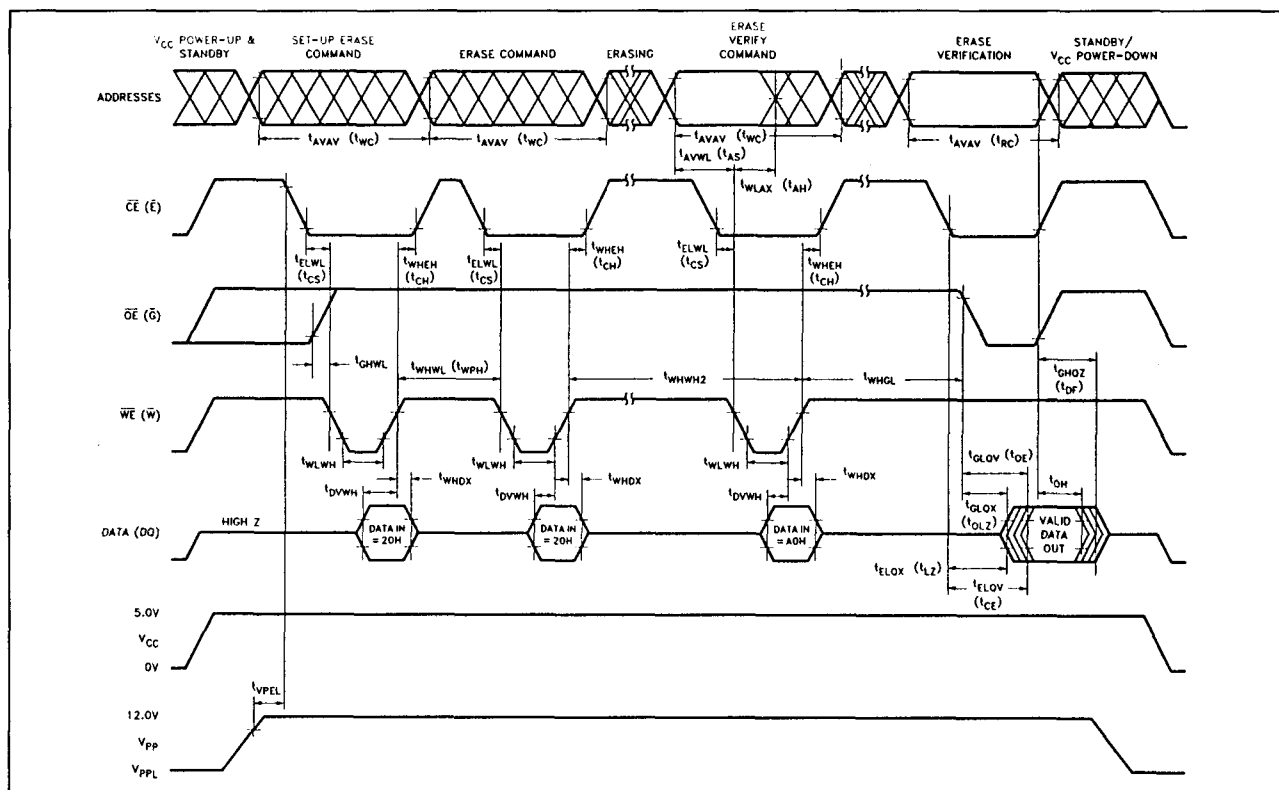 V_CC POWER-UP & STANDBY
SET-UP ERASE COMMAND
ERASE COMMAND
ERASING
ERASE VERIFY COMMAND
ERASE VERIFICATION
STANDBY/ V_CC POWER-DOWN
ADDRESSES
t_AVAV (t_WC)
t_AVAV (t_WC)
t_AVAV (t_WC)
t_AVAV (t_RC)
t_AVWL (t_AS)
t_WLAX (t_AH)
C̅E̅ (E̅)
t_ELWL (t_CS)
t_WHEH (t_CH)
t_ELWL (t_CS)
t_WHEH (t_CH)
t_ELWL (t_CS)
t_WHEH (t_CH)
O̅E̅ (G̅)
t_GHWL
t_WHWL (t_WPH)
t_WHWH2
t_WHGL
t_GHQZ (t_DF)
W̅E̅ (W̅)
t_WLWH
t_WLWH
t_WLWH
t_GLQV (t_OE)
t_DVWH
t_WHDX
t_DVWH
t_WHDX
t_DVWH
t_WHDX
t_GLQX (t_OLZ)
t_OH
DATA (DQ)
HIGH Z
DATA IN = 20H
DATA IN = 20H
DATA IN = A0H
VALID DATA OUT
t_ELQX (t_LZ)
t_ELQV (t_CE)
5.0V
V_CC
0V
t_VPEL
12.0V
V_PP
V_PPL